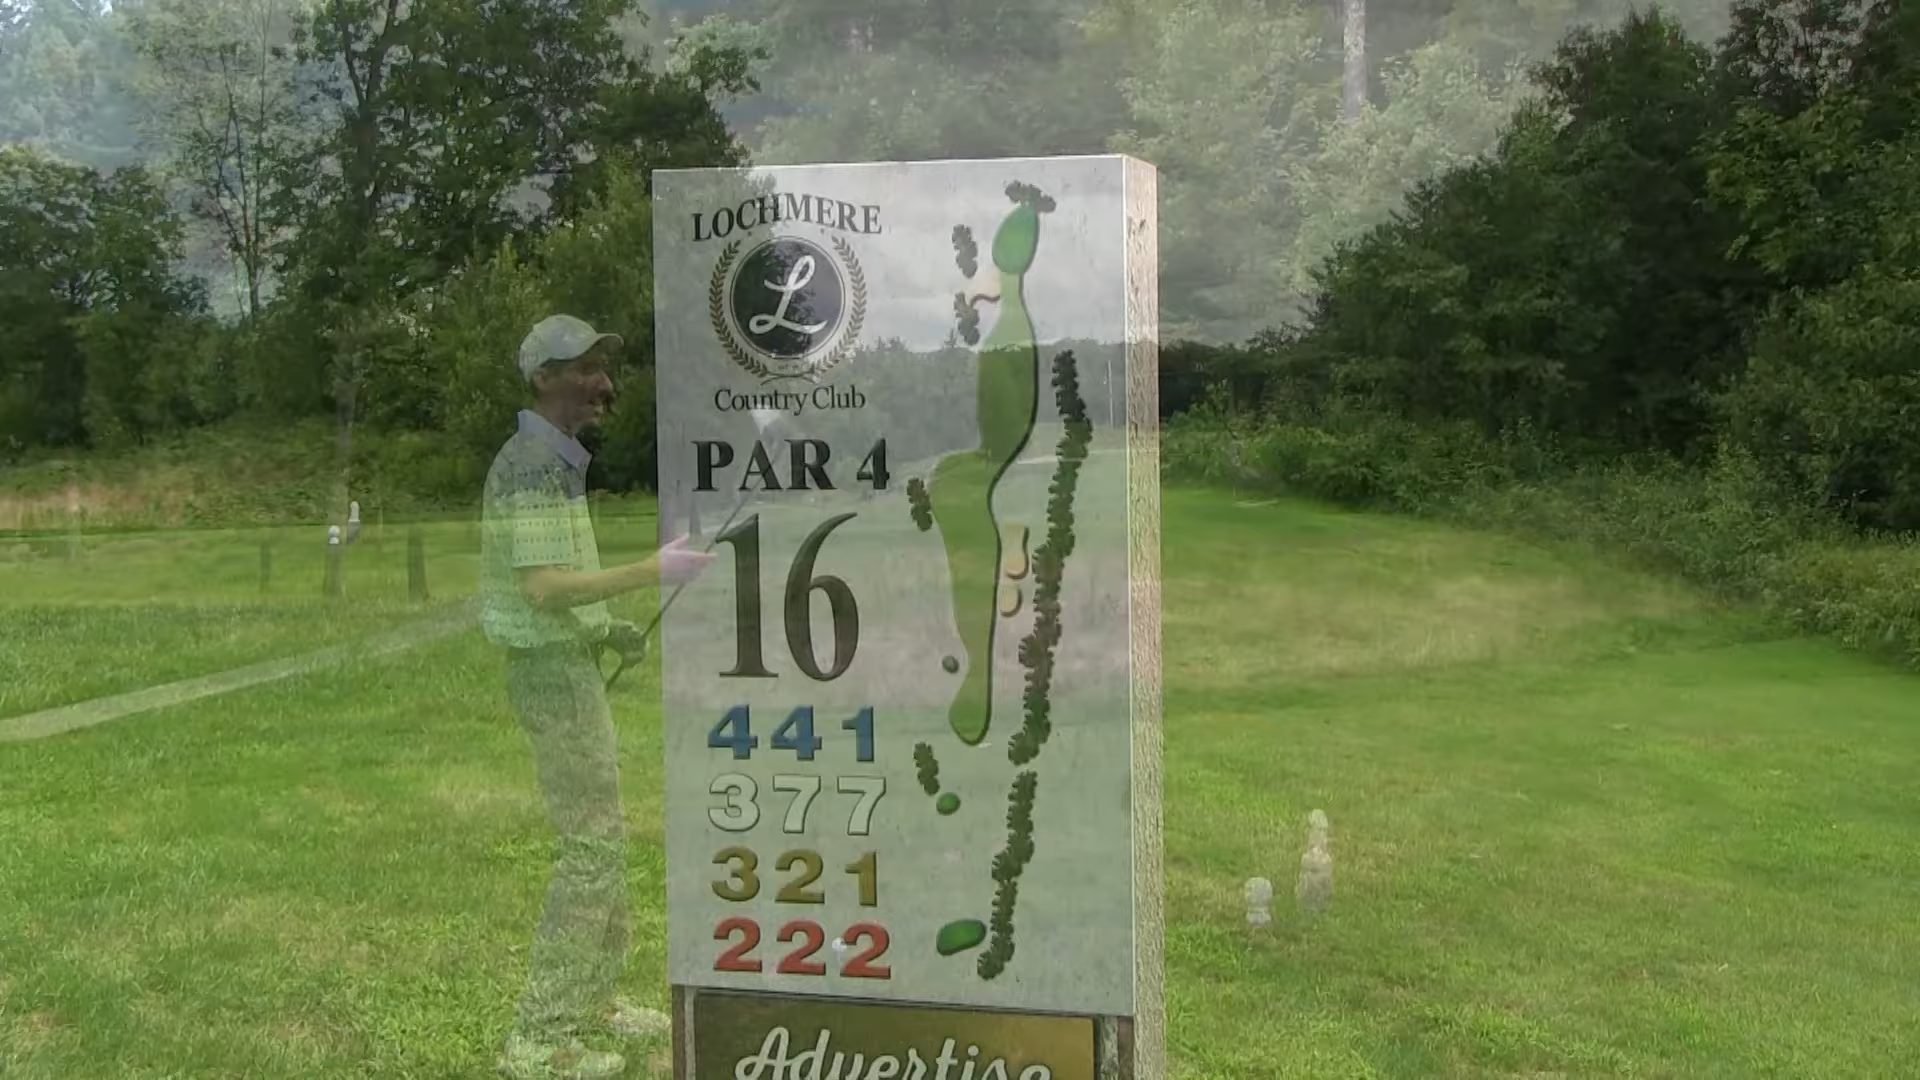 LOCHMERE
L
Country Club
PAR 4
16
441
377
321
222
Advertise